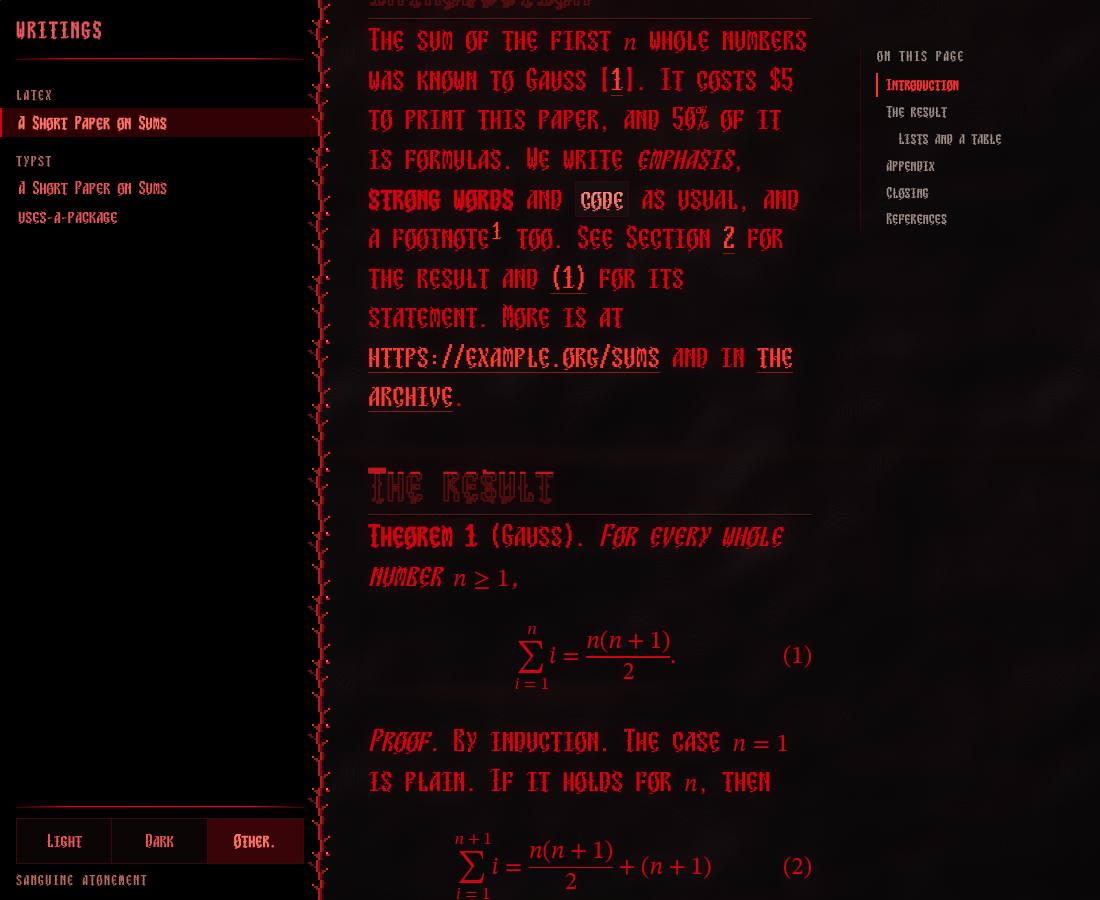 Writings
LaTeX
A Short Paper on Sums
Typst
A Short Paper on Sums
uses-a-package
Light
Dark
Other.
Sanguine Atonement
The sum of the first n whole numbers
was known to Gauss [1]. It costs $5
to print this paper, and 50% of it
is formulas. We write emphasis,
strong words and code as usual, and
a footnote1 too. See Section 2 for
the result and (1) for its
statement. More is at
https://example.org/sums and in the
archive.
The result
Theorem 1 (Gauss). For every whole
number n ≥ 1,
∑_{i = 1}^{n} i = n(n + 1)/2. (1)
Proof. By induction. The case n = 1
is plain. If it holds for n, then
∑_{i = 1}^{n + 1} i = n(n + 1)/2 + (n + 1) (2)
On this page
Introduction
The result
Lists and a table
Appendix
Closing
References